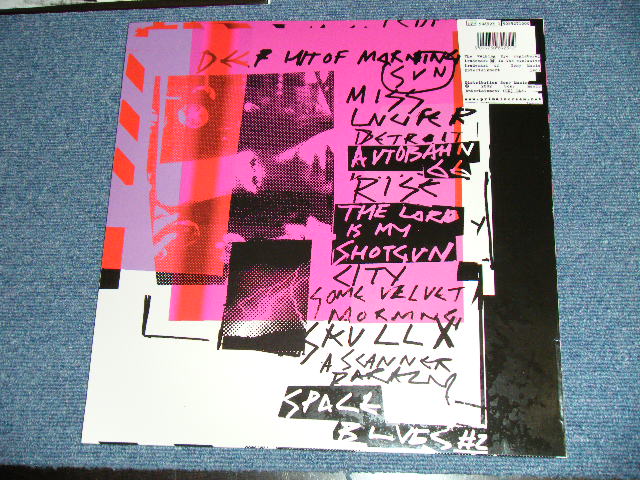 DEEP HIT OF MORNING
SUN
MISS
LUCIFER
DETROIT
AUTOBAHN
66
RISE
THE LORD
IS MY
SHOTGUN
CITY
SOME VELVET
MORNING
SKULL X
A SCANNER
DARKLY
SPACE
BLUES #2
www.primalscream.net